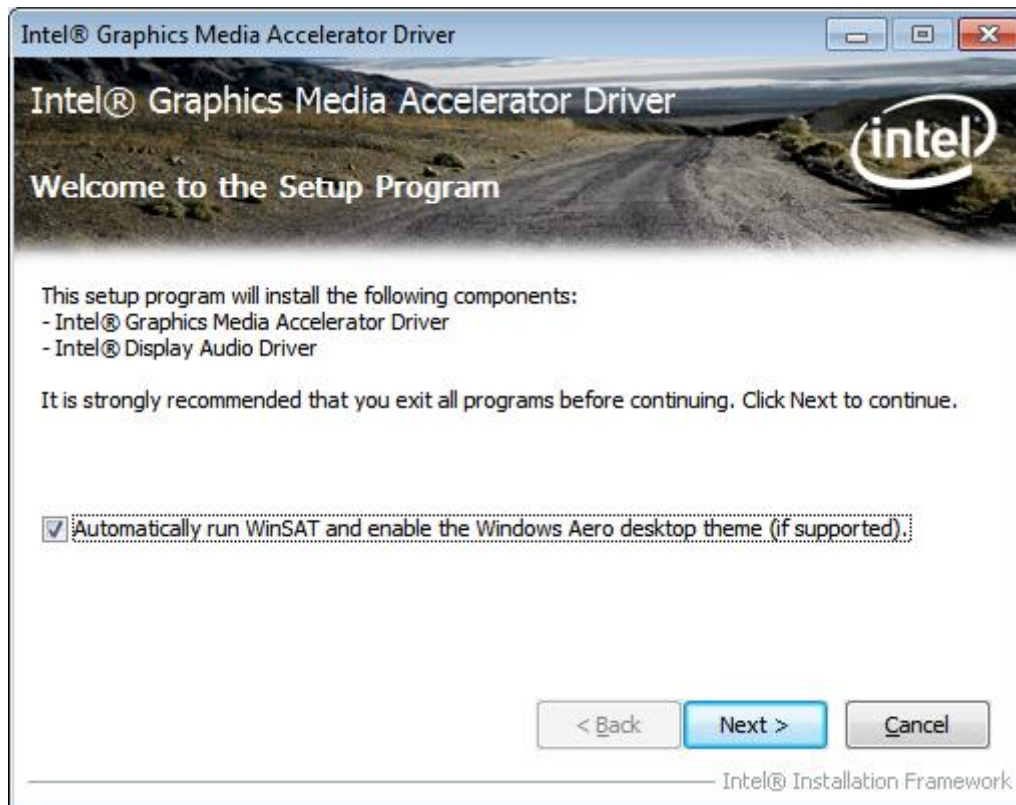 Intel® Graphics Media Accelerator Driver
Intel® Graphics Media Accelerator Driver
intel
Welcome to the Setup Program
This setup program will install the following components:
- Intel® Graphics Media Accelerator Driver
- Intel® Display Audio Driver
It is strongly recommended that you exit all programs before continuing. Click Next to continue.
Automatically run WinSAT and enable the Windows Aero desktop theme (if supported).
< Back Next > Cancel
Intel® Installation Framework